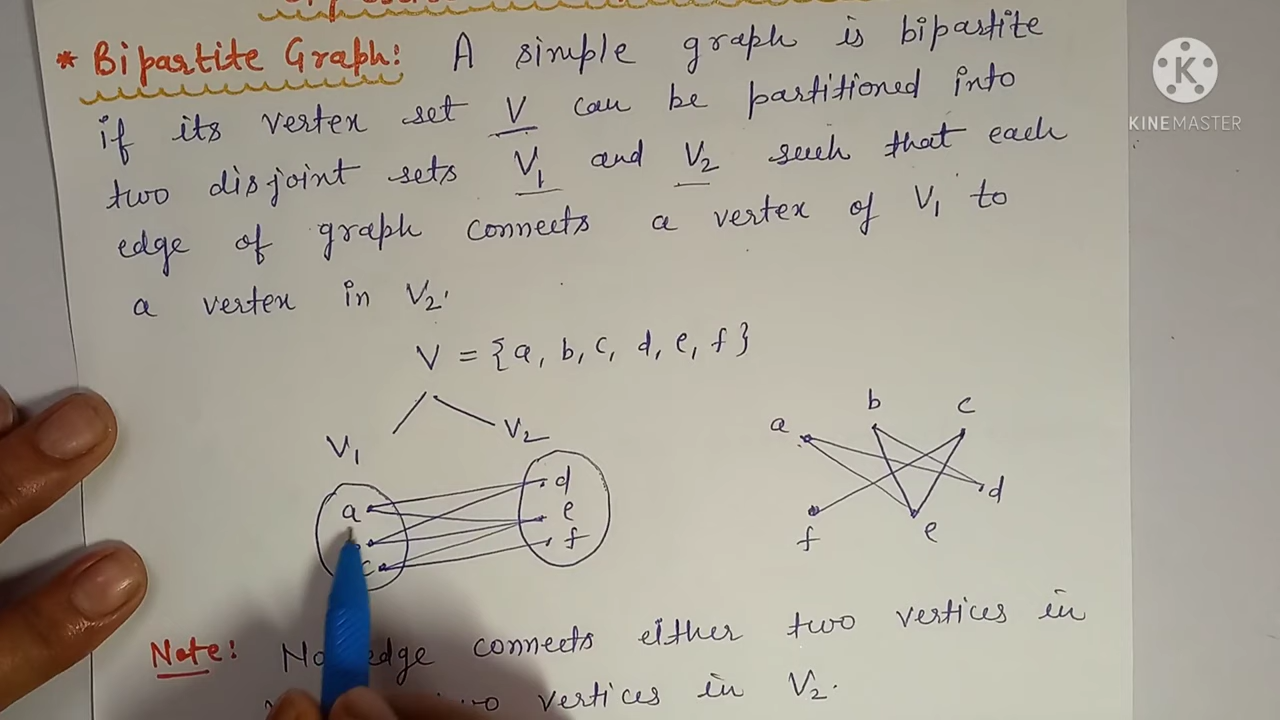 * Bipartite Graph: A simple graph is bipartite
if its vertex set V can be partitioned into
two disjoint sets V₁ and V₂ such that each
edge of graph connects a vertex of V₁ to
a vertex in V₂.
V = {a, b, c, d, e, f}
V₁ V₂
a
c
d
e
f
a b c
f e d
Note: No edge connects either two vertices in
two vertices in V₂.
K
KINEMASTER